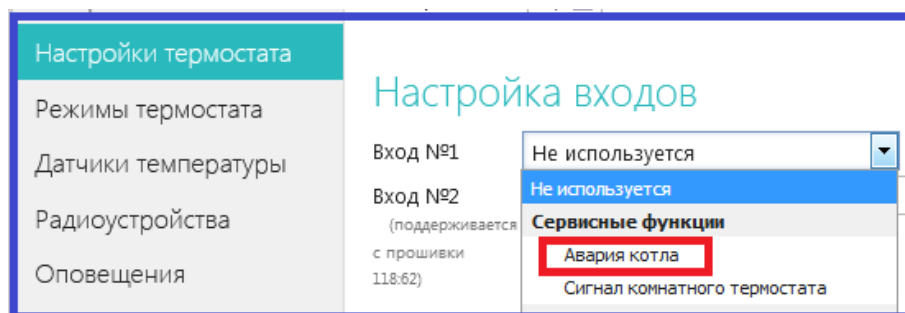 Настройки термостата
Режимы термостата
Датчики температуры
Радиоустройства
Оповещения
Настройка входов
Вход №1
Не используется
Вход №2
(поддерживается
с прошивки
118:62)
Не используется
Сервисные функции
Авария котла
Сигнал комнатного термостата